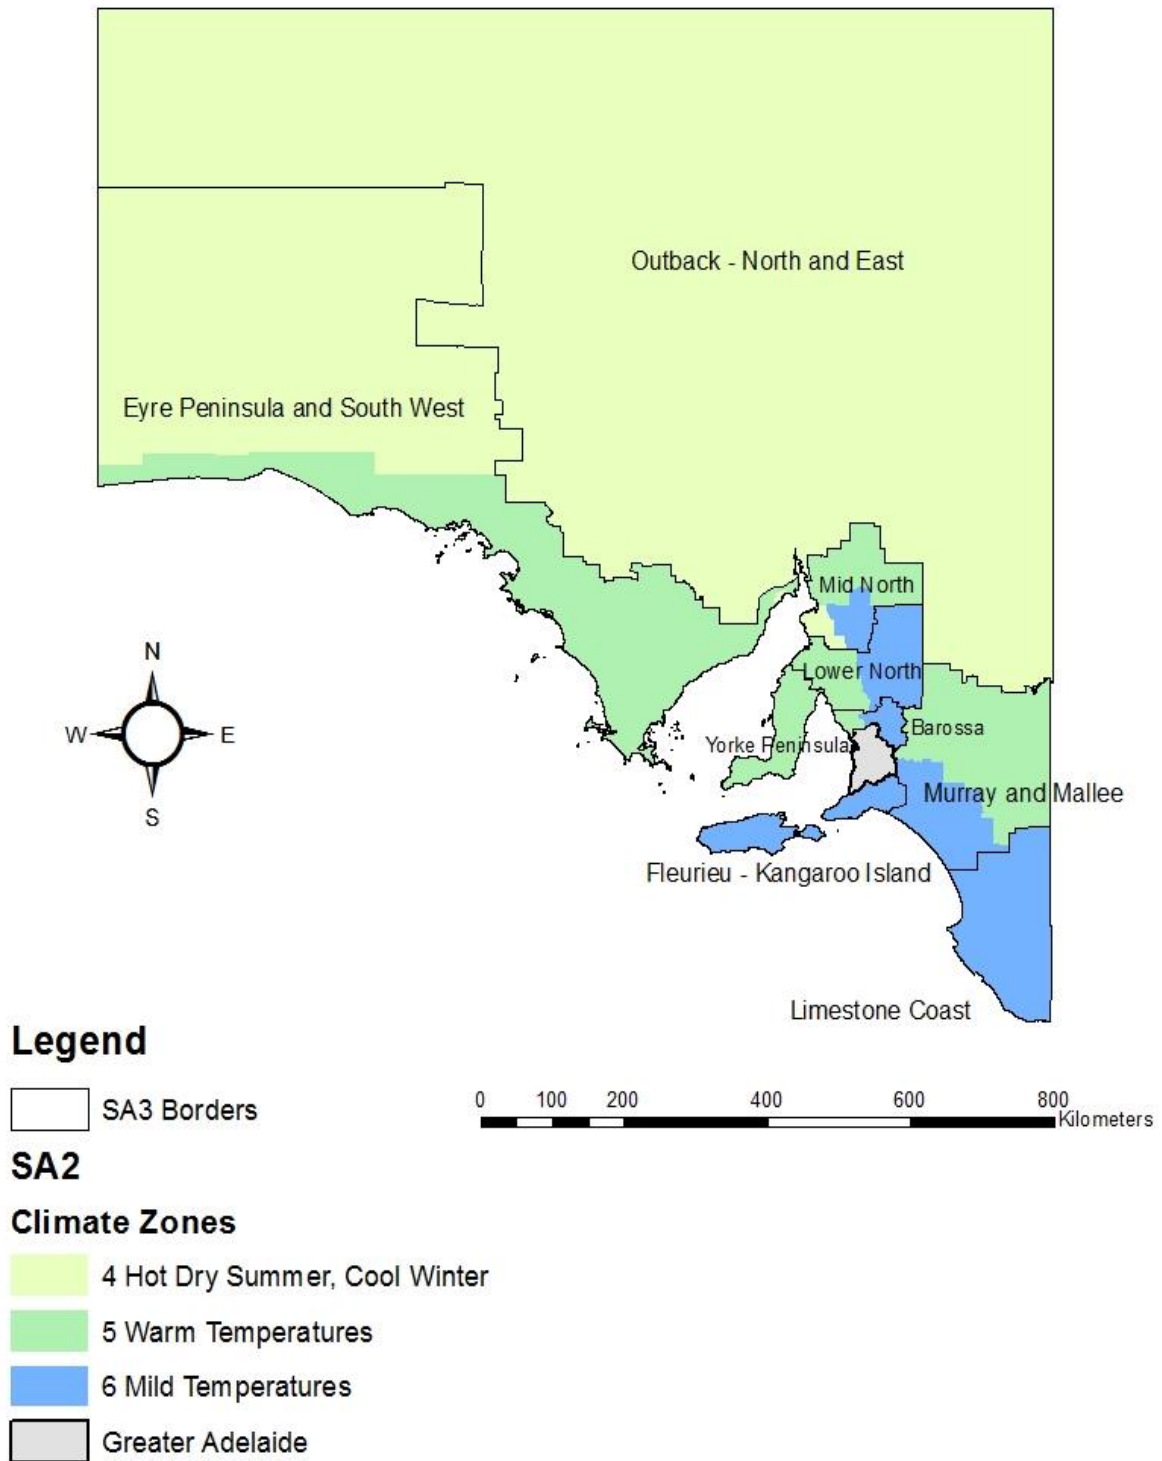 Outback - North and East
Eyre Peninsula and South West
Mid North
N
Lower North
W
E
Barossa
Yorke Peninsula
S
Murray and Mallee
Fleurieu - Kangaroo Island
Limestone Coast
Legend
SA3 Borders
0 100 200 400 600 800
Kilometers
SA2
Climate Zones
4 Hot Dry Summer, Cool Winter
5 Warm Temperatures
6 Mild Temperatures
Greater Adelaide